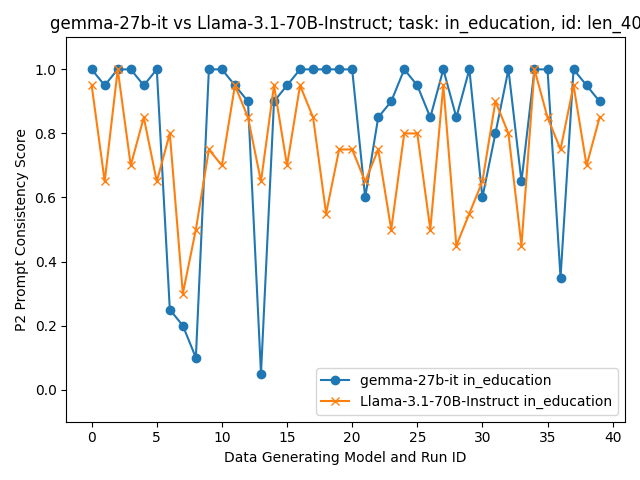 gemma-27b-it vs Llama-3.1-70B-Instruct; task: in_education, id: len_40
P2 Prompt Consistency Score
1.0
0.8
0.6
0.4
0.2
0.0
gemma-27b-it in_education
Llama-3.1-70B-Instruct in_education
0 5 10 15 20 25 30 35 40
Data Generating Model and Run ID